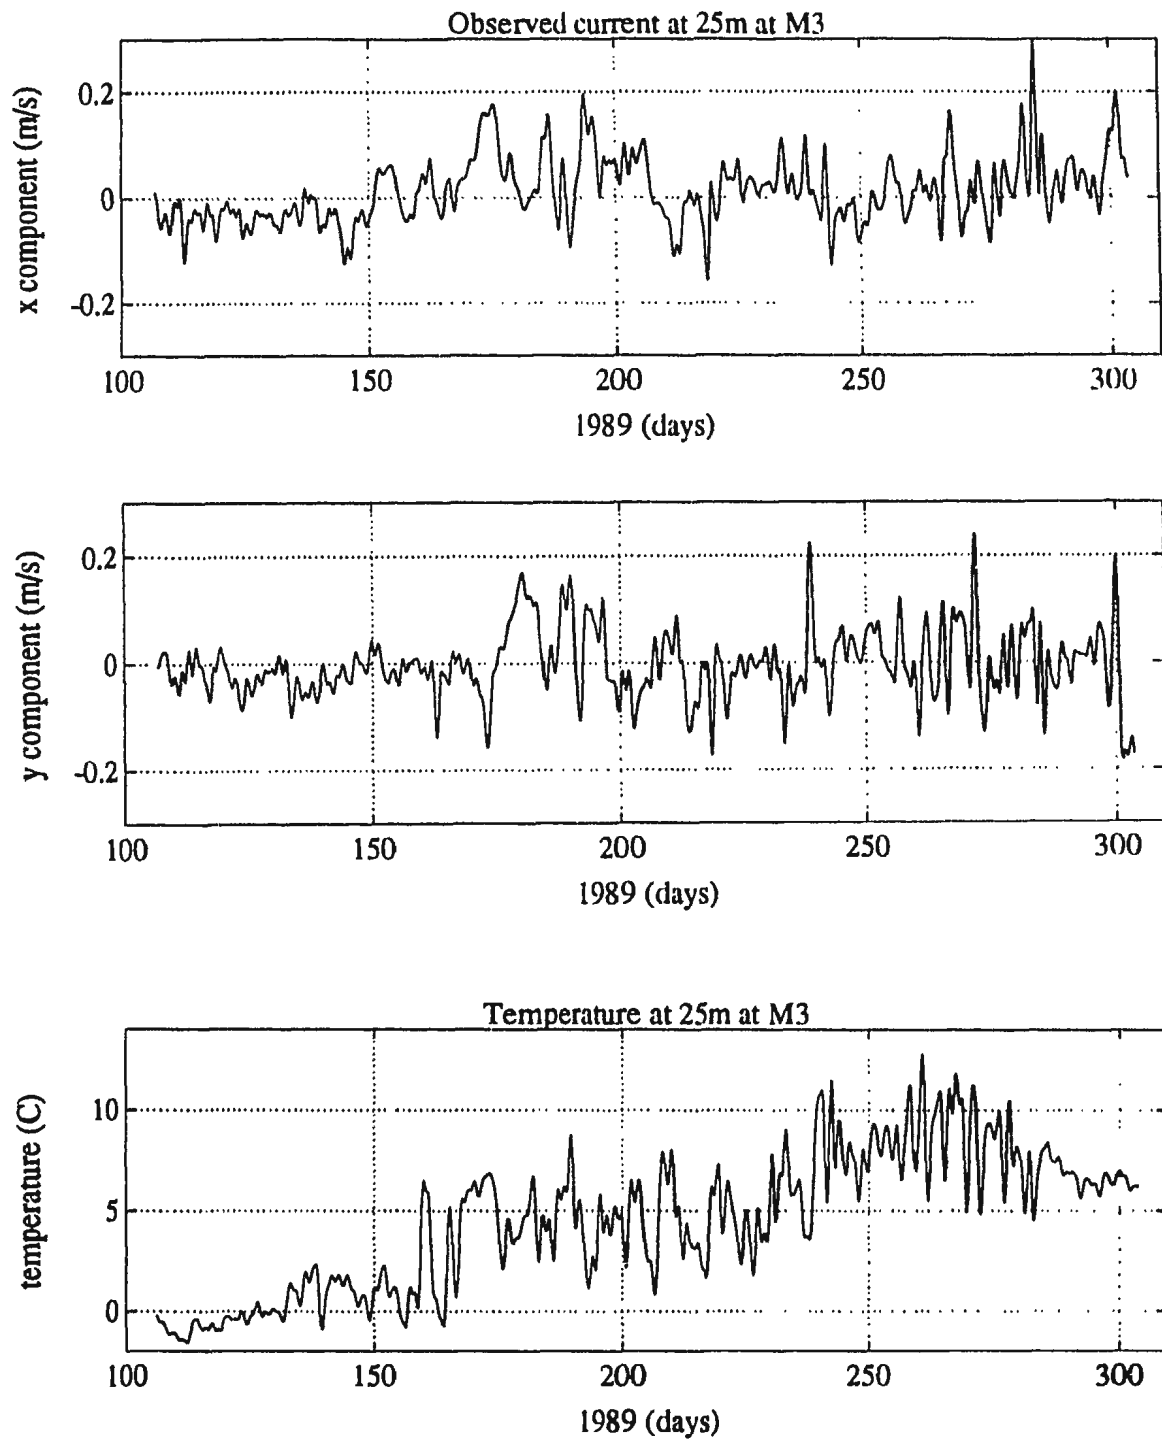 Observed current at 25m at M3
x component (m/s)
0.2
0
-0.2
100 150 200 250 300
1989 (days)
y component (m/s)
0.2
0
-0.2
100 150 200 250 300
1989 (days)
Temperature at 25m at M3
temperature (C)
10
5
0
100 150 200 250 300
1989 (days)